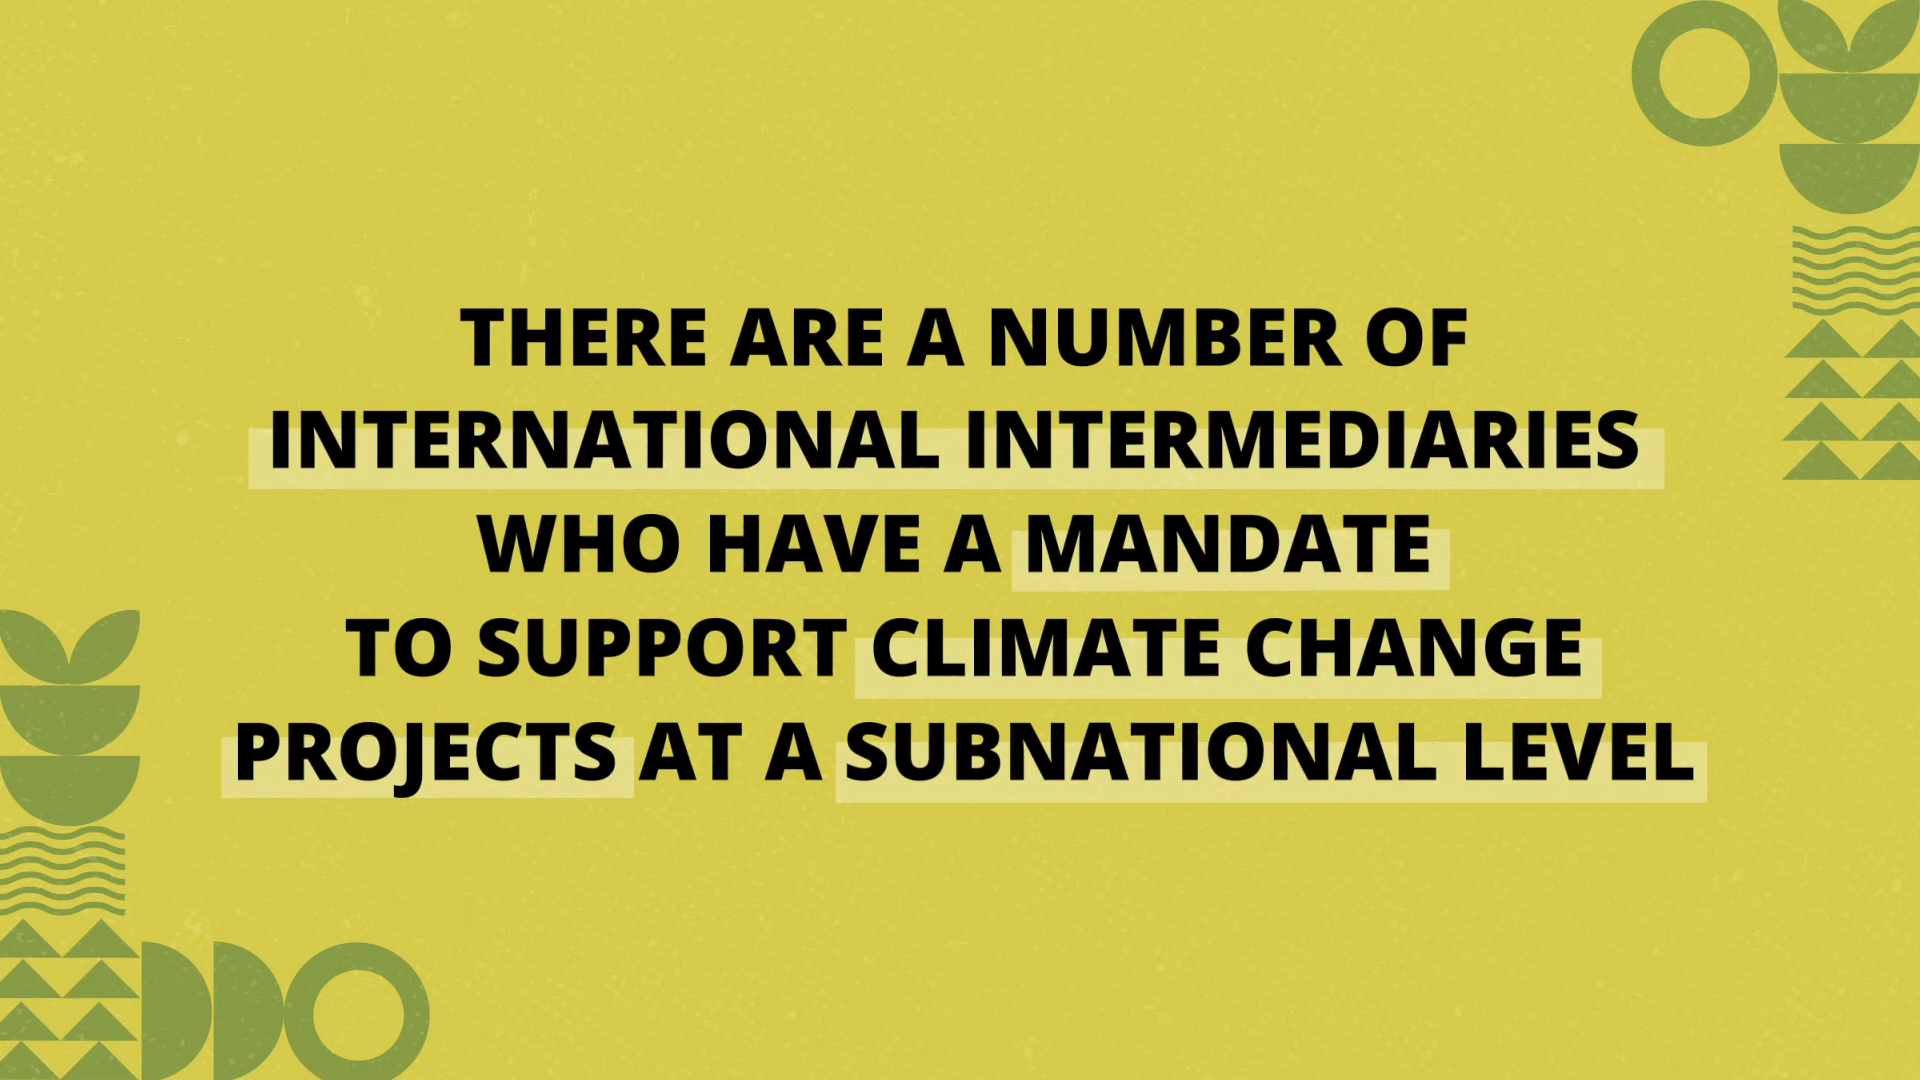 THERE ARE A NUMBER OF
INTERNATIONAL INTERMEDIARIES
WHO HAVE A MANDATE
TO SUPPORT CLIMATE CHANGE
PROJECTS AT A SUBNATIONAL LEVEL